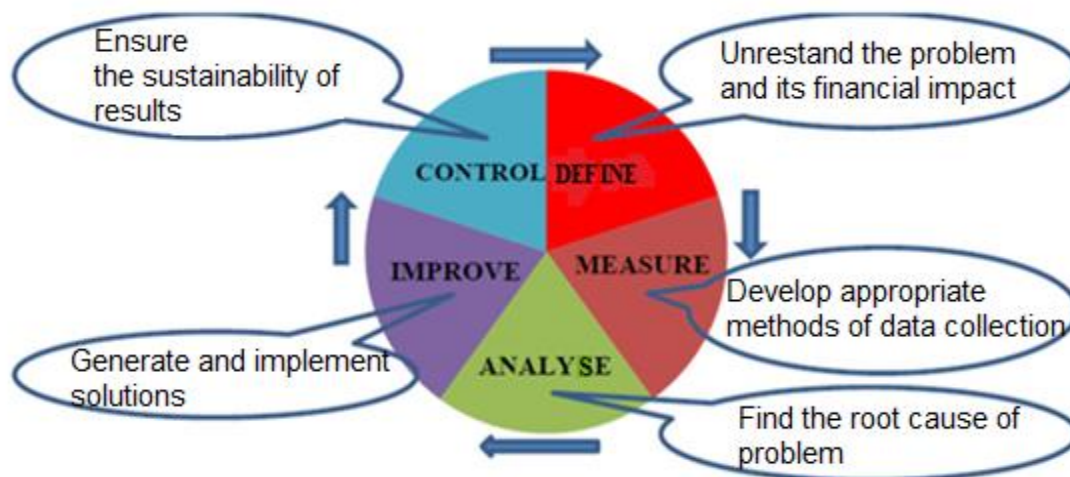 Ensure
the sustainability of
results
Unrestand the problem
and its financial impact
CONTROL
DEFINE
IMPROVE
MEASURE
Develop appropriate
methods of data collection
Generate and implement
solutions
ANALYSE
Find the root cause of
problem